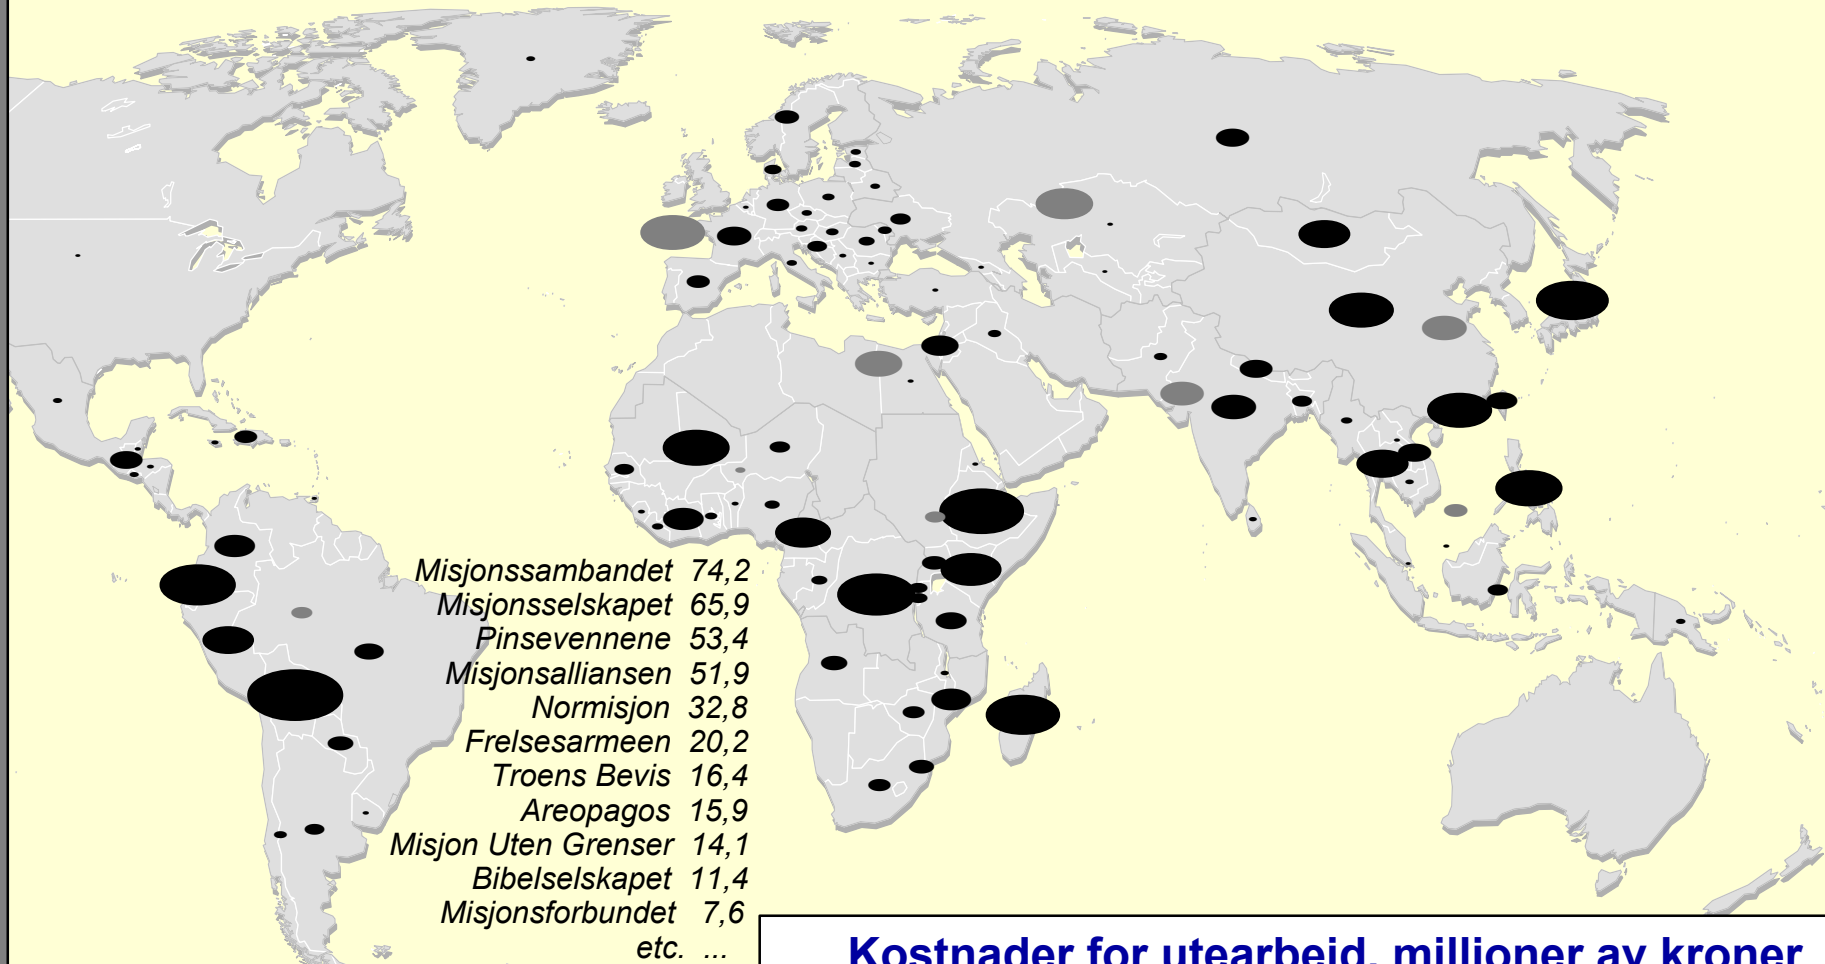 Misjonssambandet 74,2
Misjonsselskapet 65,9
Pinsevennene 53,4
Misjonsalliansen 51,9
Normisjon 32,8
Frelsesarmeen 20,2
Troens Bevis 16,4
Areopagos 15,9
Misjon Uten Grenser 14,1
Bibelselskapet 11,4
Misjonsforbundet 7,6
etc. ...
Kostnader for utearbeid, millioner av kroner